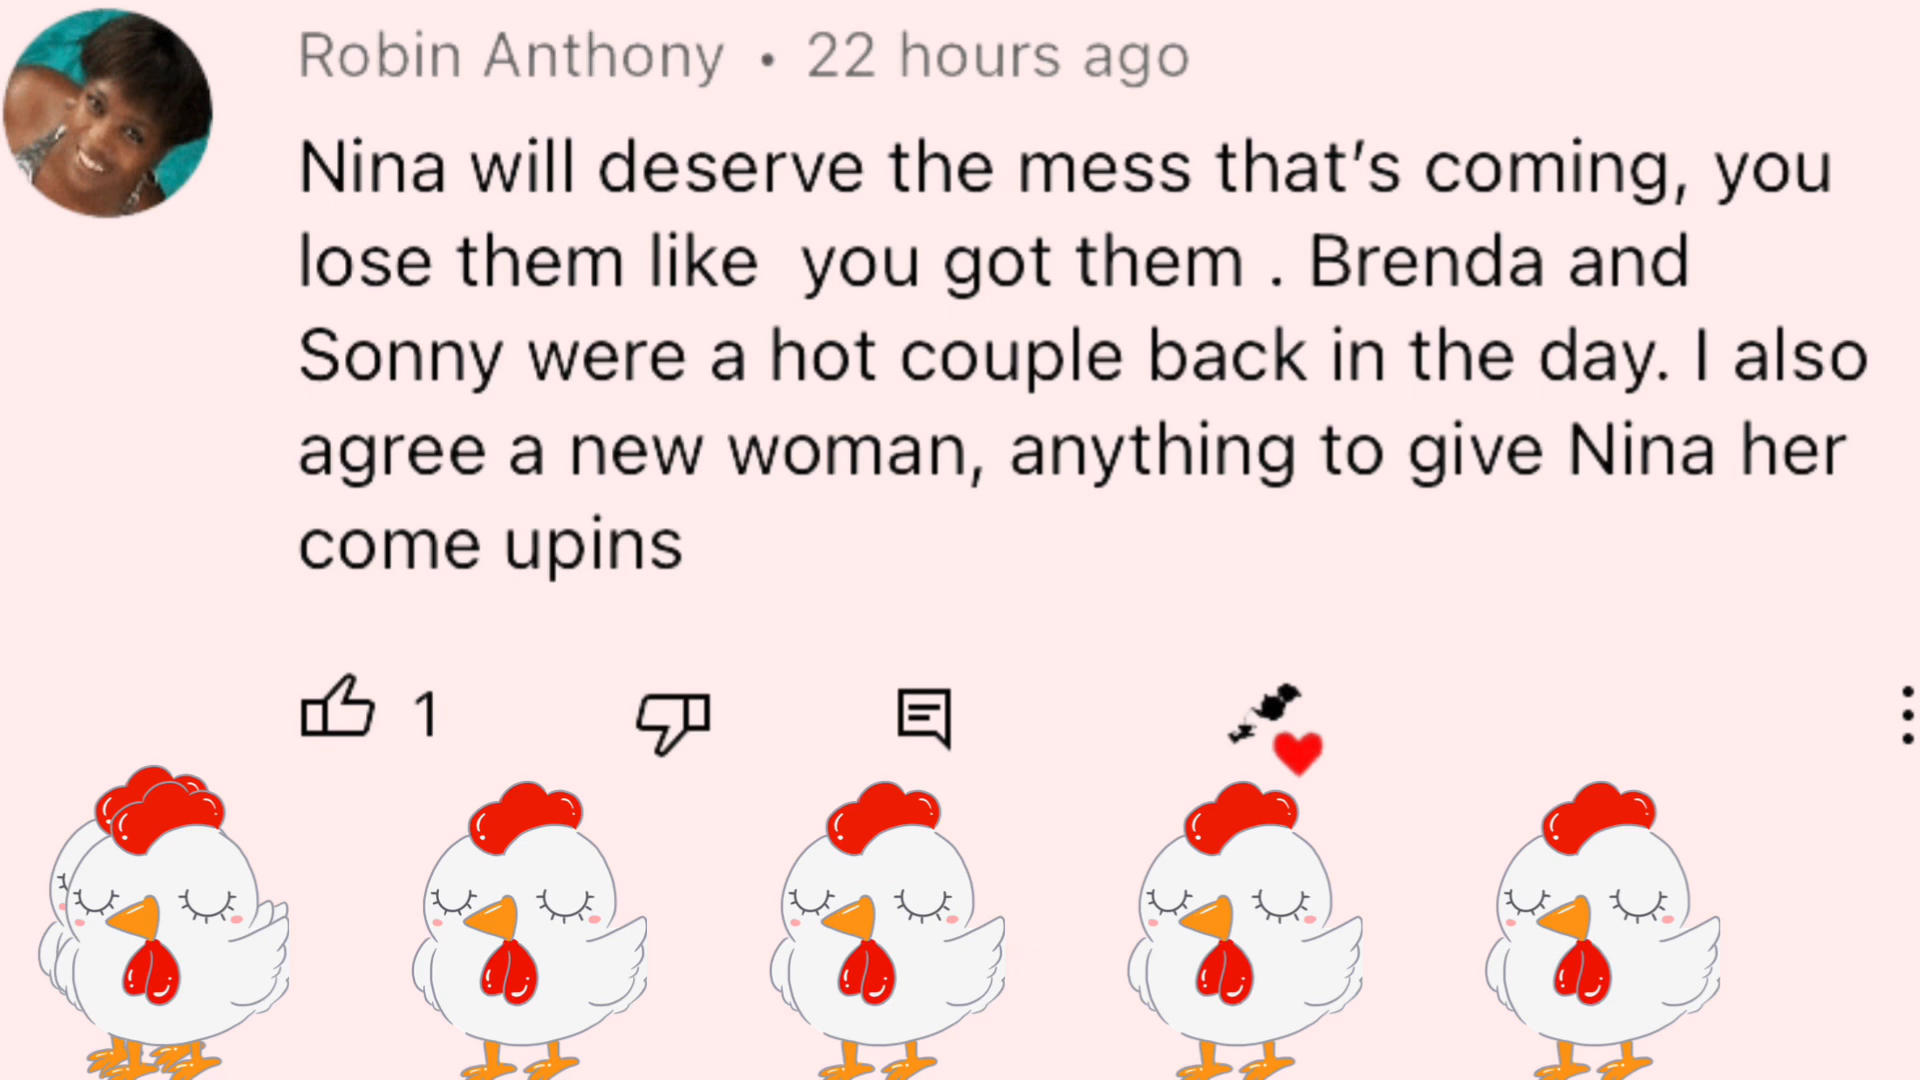 Robin Anthony • 22 hours ago
Nina will deserve the mess that’s coming, you
lose them like  you got them . Brenda and
Sonny were a hot couple back in the day. I also
agree a new woman, anything to give Nina her
come upins
1